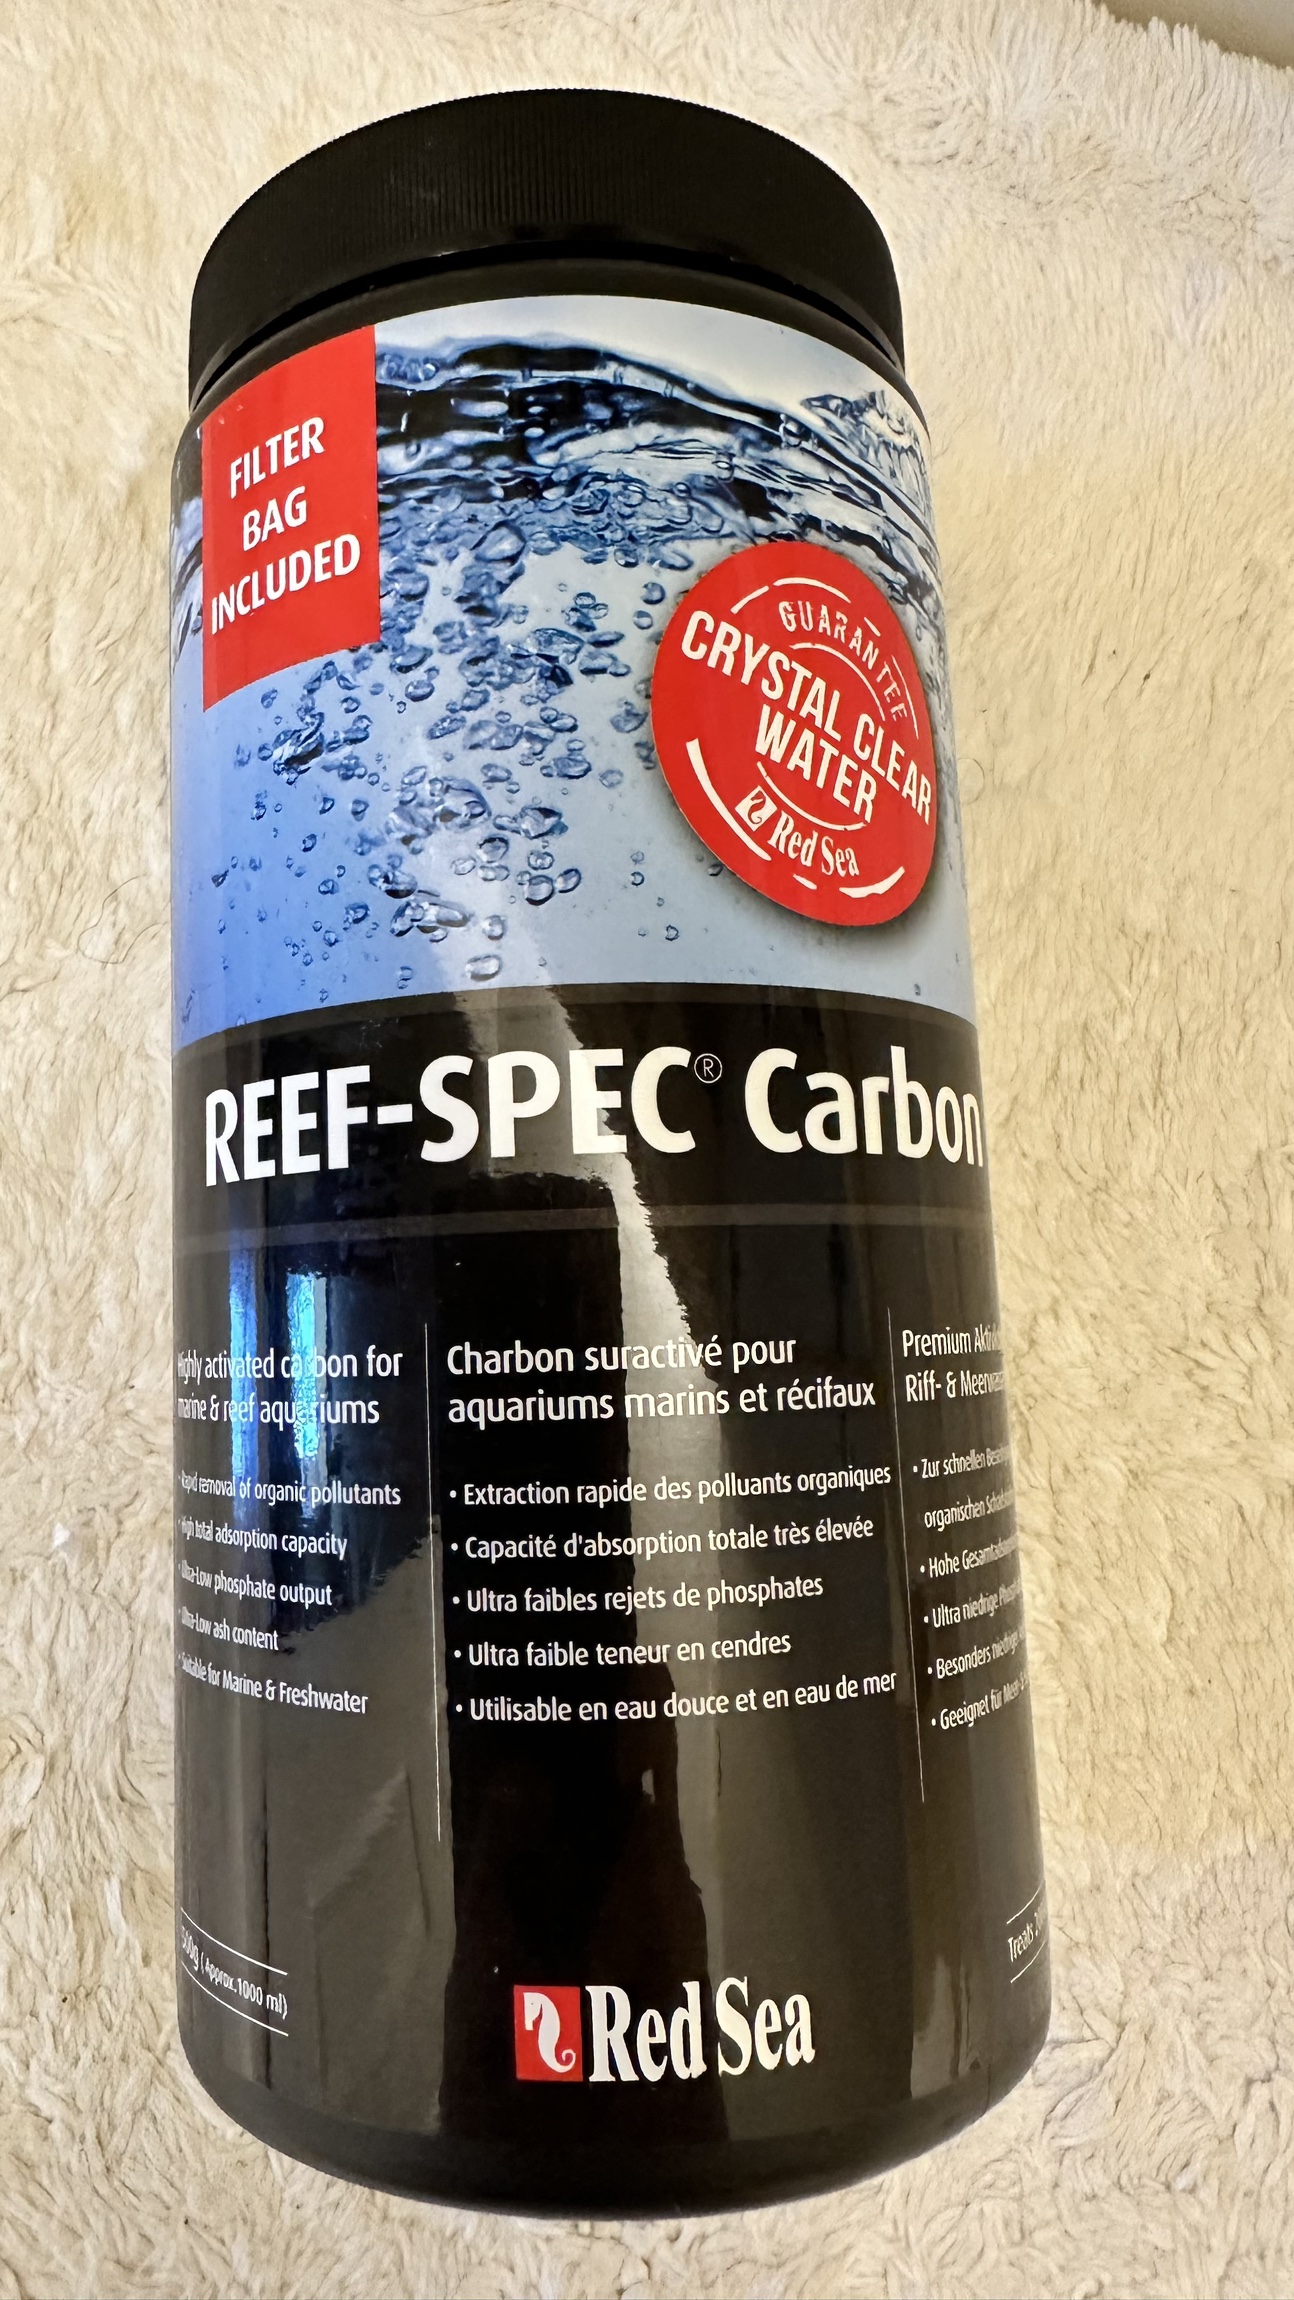 FILTER
BAG
INCLUDED
GUARANTEE
CRYSTAL CLEAR
WATER
Red Sea
REEF-SPEC® Carbon
Highly activated carbon for
marine & reef aquariums
• Rapid removal of organic pollutants
• High total adsorption capacity
• Ultra-Low phosphate output
• Ultra-Low ash content
• Suitable for Marine & Freshwater
Charbon suractivé pour
aquariums marins et récifaux
• Extraction rapide des polluants organiques
• Capacité d'absorption totale très élevée
• Ultra faibles rejets de phosphates
• Ultra faible teneur en cendres
• Utilisable en eau douce et en eau de mer
Premium
Riff- &
• Zur schnellen
organischen
• Hohe
• Ultra niedrige
• Besonders
• Geeignet für
(Approx.1000 ml)
Treats
Red Sea